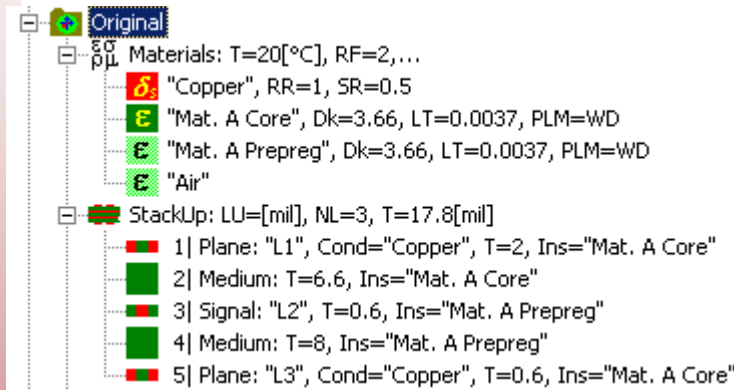 Original
εσ ρμ Materials: T=20[°C], RF=2,...
δs "Copper", RR=1, SR=0.5
ε "Mat. A Core", Dk=3.66, LT=0.0037, PLM=WD
ε "Mat. A Prepreg", Dk=3.66, LT=0.0037, PLM=WD
ε "Air"
StackUp: LU=[mil], NL=3, T=17.8[mil]
1| Plane: "L1", Cond="Copper", T=2, Ins="Mat. A Core"
2| Medium: T=6.6, Ins="Mat. A Core"
3| Signal: "L2", T=0.6, Ins="Mat. A Prepreg"
4| Medium: T=8, Ins="Mat. A Prepreg"
5| Plane: "L3", Cond="Copper", T=0.6, Ins="Mat. A Core"